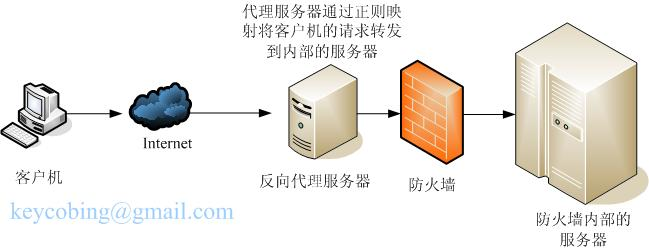 代理服务器通过正则映
射将客户机的请求转发
到内部的服务器
Internet
客户机
反向代理服务器
防火墙
防火墙内部的
服务器
keycobing@gmail.com